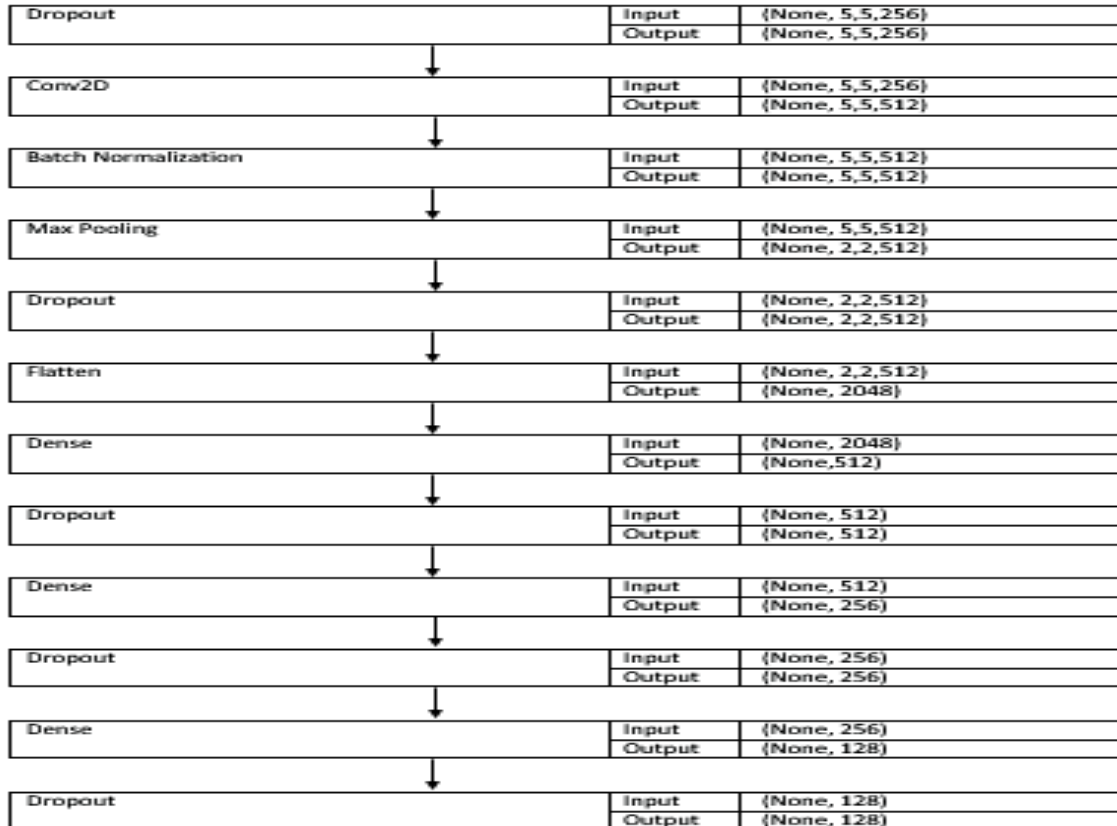 Dropout Input (None, 5,5,256)
Output (None, 5,5,256)
Conv2D Input (None, 5,5,256)
Output (None, 5,5,512)
Batch Normalization Input (None, 5,5,512)
Output (None, 5,5,512)
Max Pooling Input (None, 5,5,512)
Output (None, 2,2,512)
Dropout Input (None, 2,2,512)
Output (None, 2,2,512)
Flatten Input (None, 2,2,512)
Output (None, 2048)
Dense Input (None, 2048)
Output (None,512)
Dropout Input (None, 512)
Output (None, 512)
Dense Input (None, 512)
Output (None, 256)
Dropout Input (None, 256)
Output (None, 256)
Dense Input (None, 256)
Output (None, 128)
Dropout Input (None, 128)
Output (None, 128)